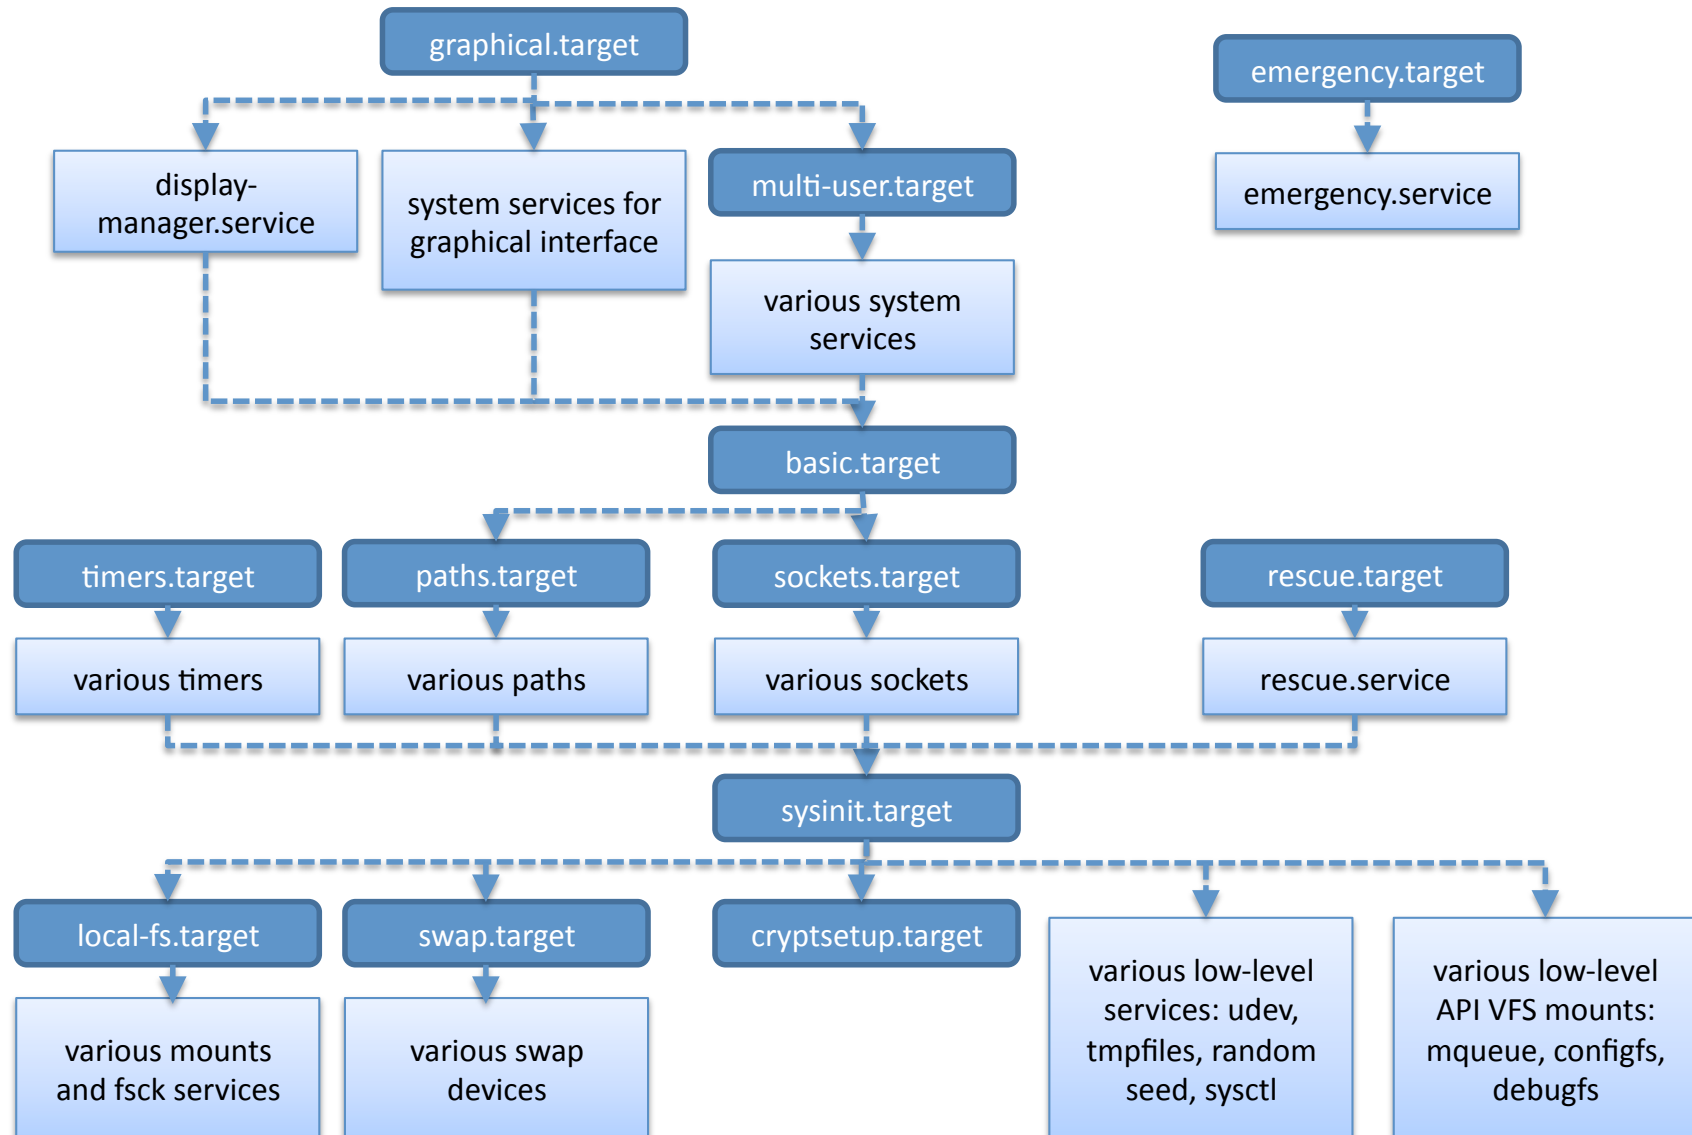 graphical.target
emergency.target
display-
manager.service
system services for
graphical interface
multi-user.target
emergency.service
various system
services
basic.target
timers.target
paths.target
sockets.target
rescue.target
various timers
various paths
various sockets
rescue.service
sysinit.target
local-fs.target
swap.target
cryptsetup.target
various low-level
services: udev,
tmpfiles, random
seed, sysctl
various low-level
API VFS mounts:
mqueue, configfs,
debugfs
various mounts
and fsck services
various swap
devices